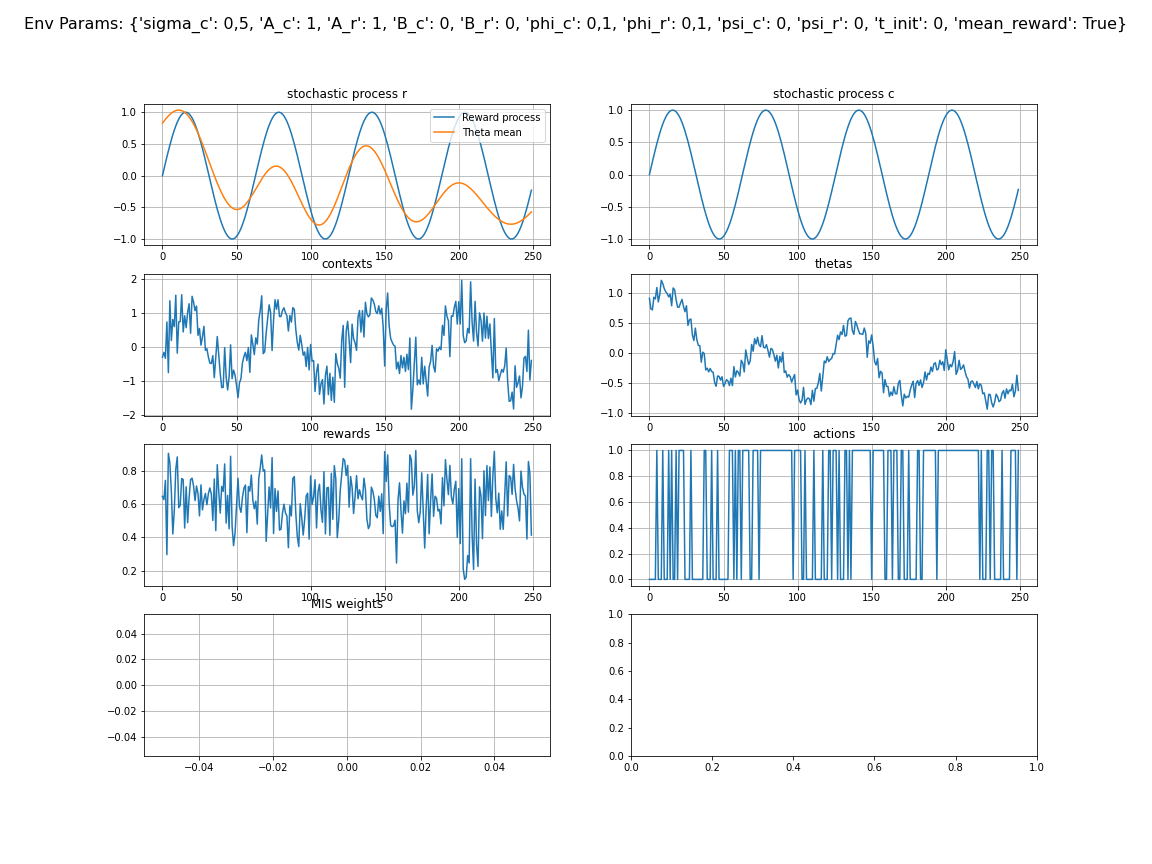 Env Params: {'sigma_c': 0,5, 'A_c': 1, 'A_r': 1, 'B_c': 0, 'B_r': 0, 'phi_c': 0,1, 'phi_r': 0,1, 'psi_c': 0, 'psi_r': 0, 't_init': 0, 'mean_reward': True}
stochastic process r
1.0
0.5
0.0
−0.5
−1.0
0 50 100 150 200 250
Reward process
Theta mean
stochastic process c
1.0
0.5
0.0
−0.5
−1.0
0 50 100 150 200 250
contexts
2
1
0
−1
−2
0 50 100 150 200 250
thetas
1.0
0.5
0.0
−0.5
−1.0
0 50 100 150 200 250
rewards
0.8
0.6
0.4
0.2
0 50 100 150 200 250
actions
1.0
0.8
0.6
0.4
0.2
0.0
0 50 100 150 200 250
MIS weights
0.04
0.02
0.00
−0.02
−0.04
−0.04 −0.02 0.00 0.02 0.04
1.0
0.8
0.6
0.4
0.2
0.0
0.0 0.2 0.4 0.6 0.8 1.0